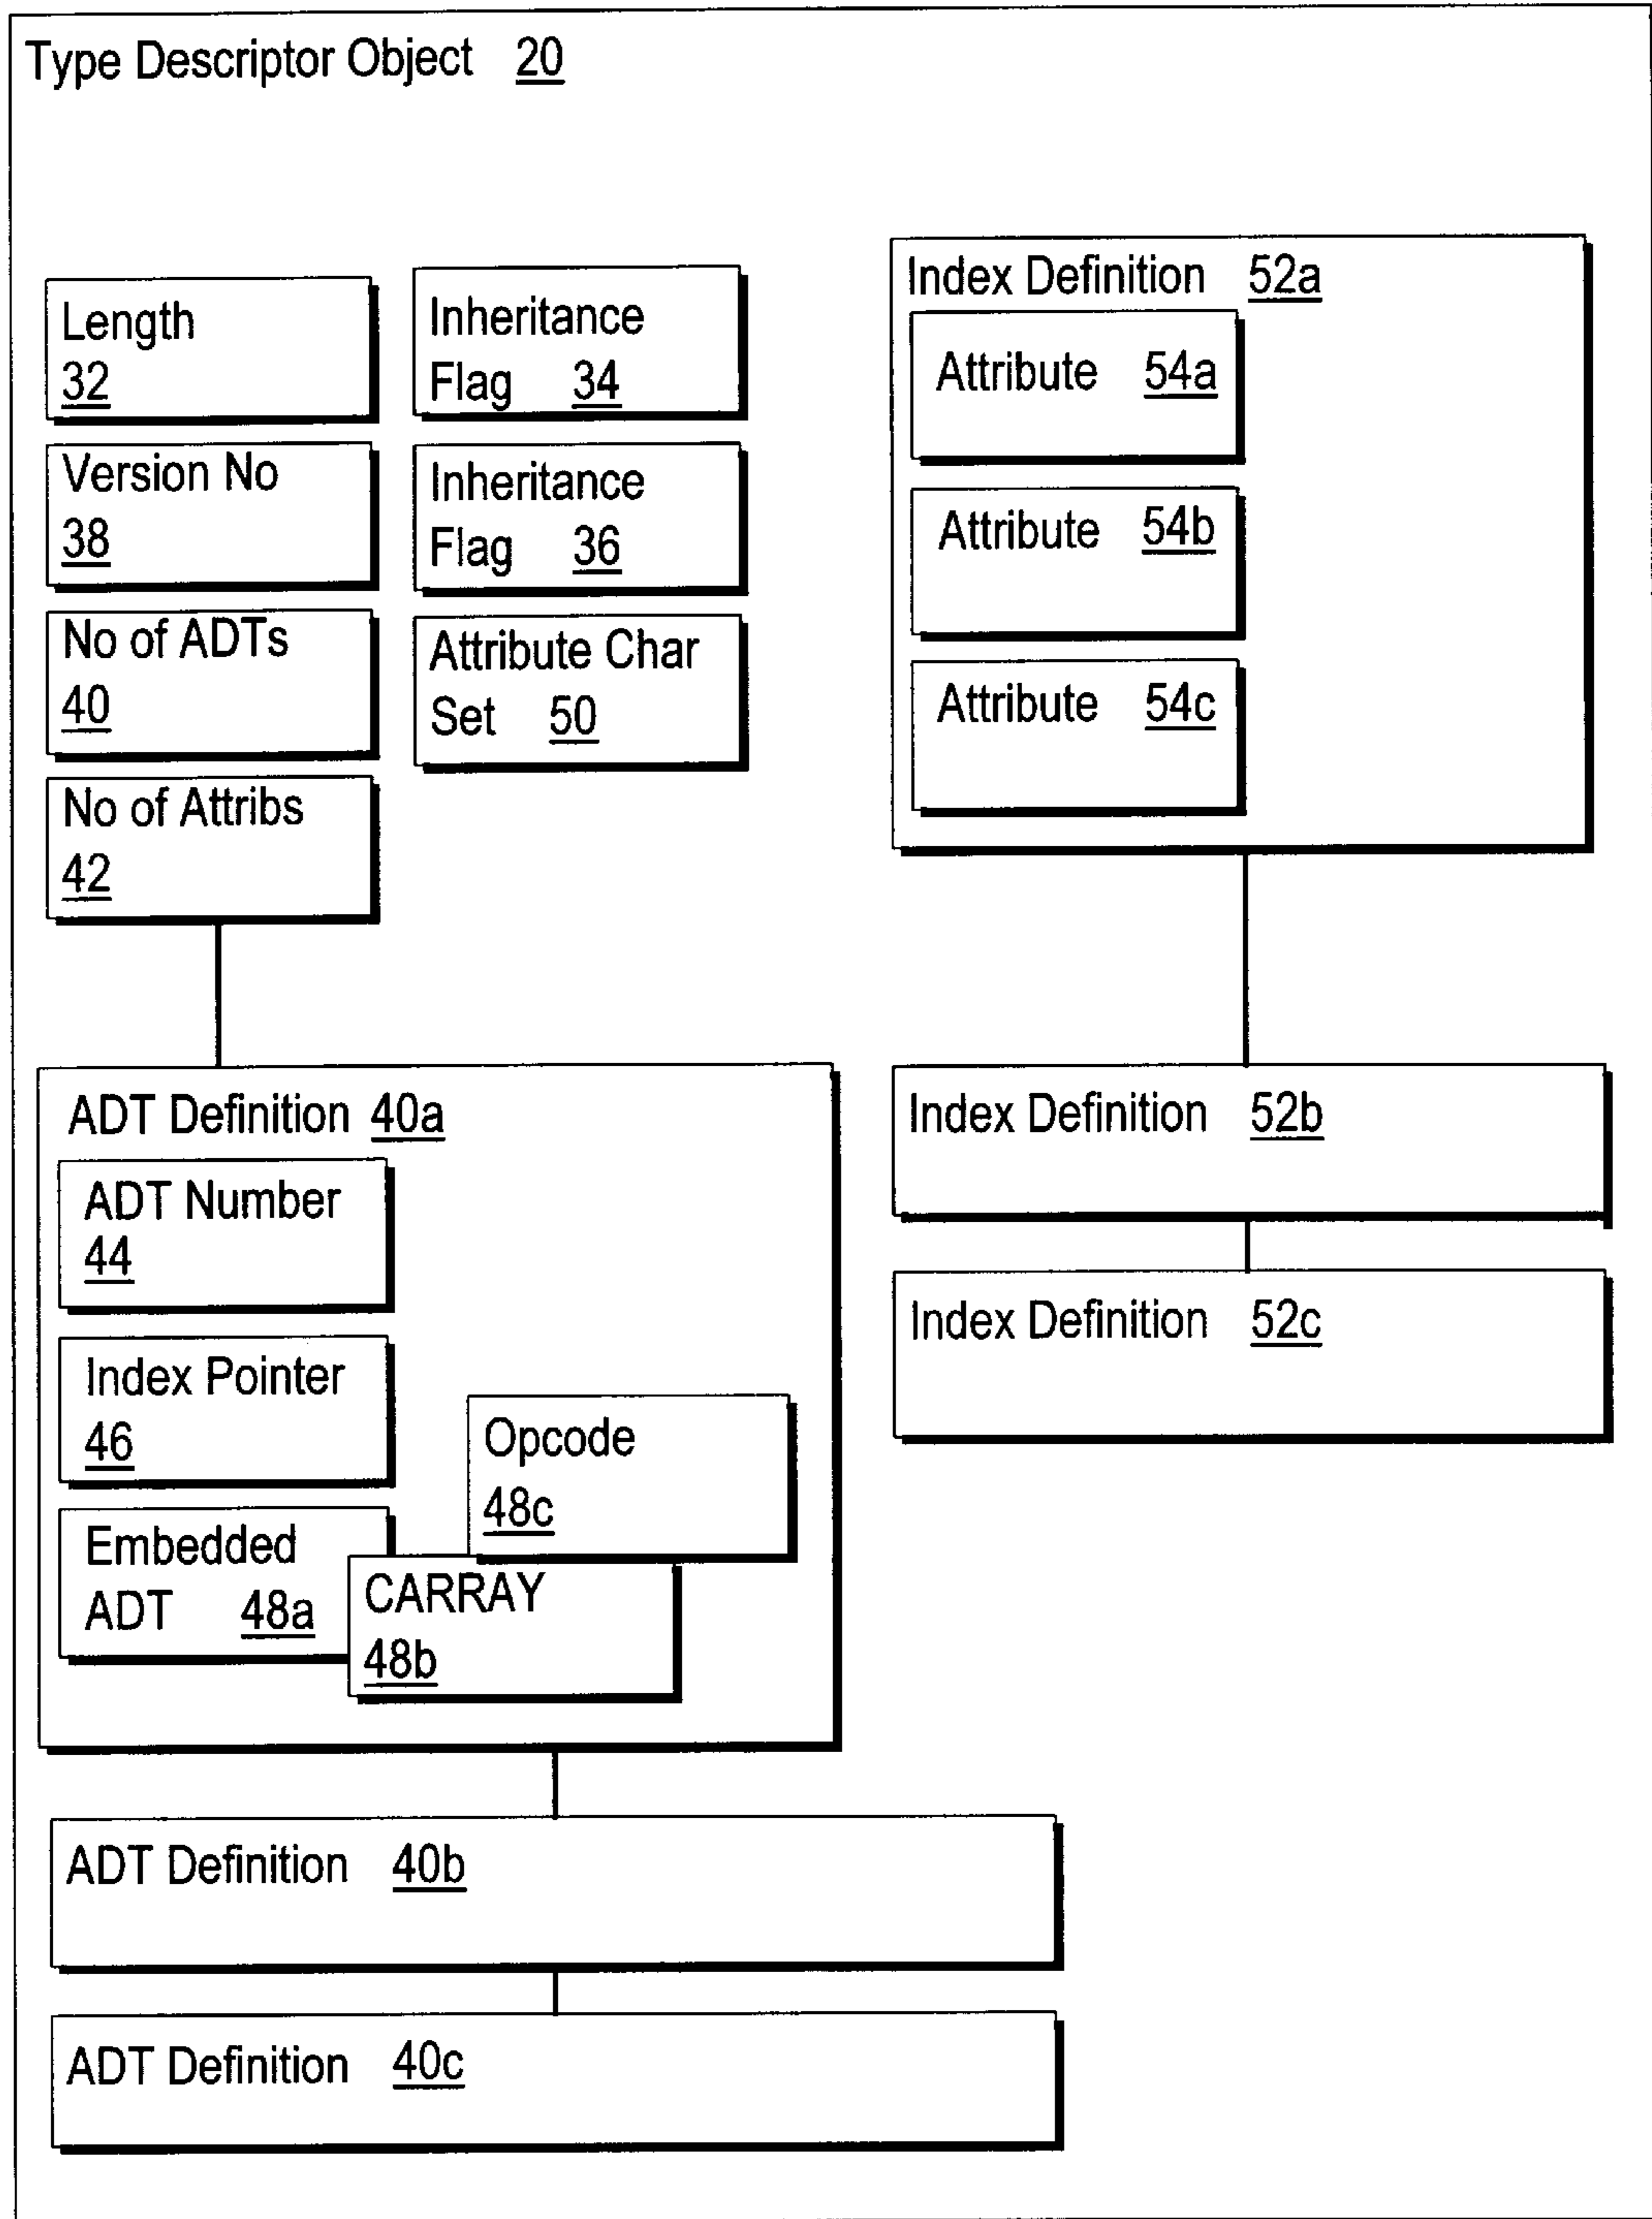 Type Descriptor Object 20
Length
32
Inheritance
Flag 34
Version No
38
Inheritance
Flag 36
No of ADTs
40
Attribute Char
Set 50
No of Attribs
42
Index Definition 52a
Attribute 54a
Attribute 54b
Attribute 54c
ADT Definition 40a
ADT Number
44
Index Pointer
46
Embedded
ADT 48a
CARRAY
48b
Opcode
48c
Index Definition 52b
Index Definition 52c
ADT Definition 40b
ADT Definition 40c